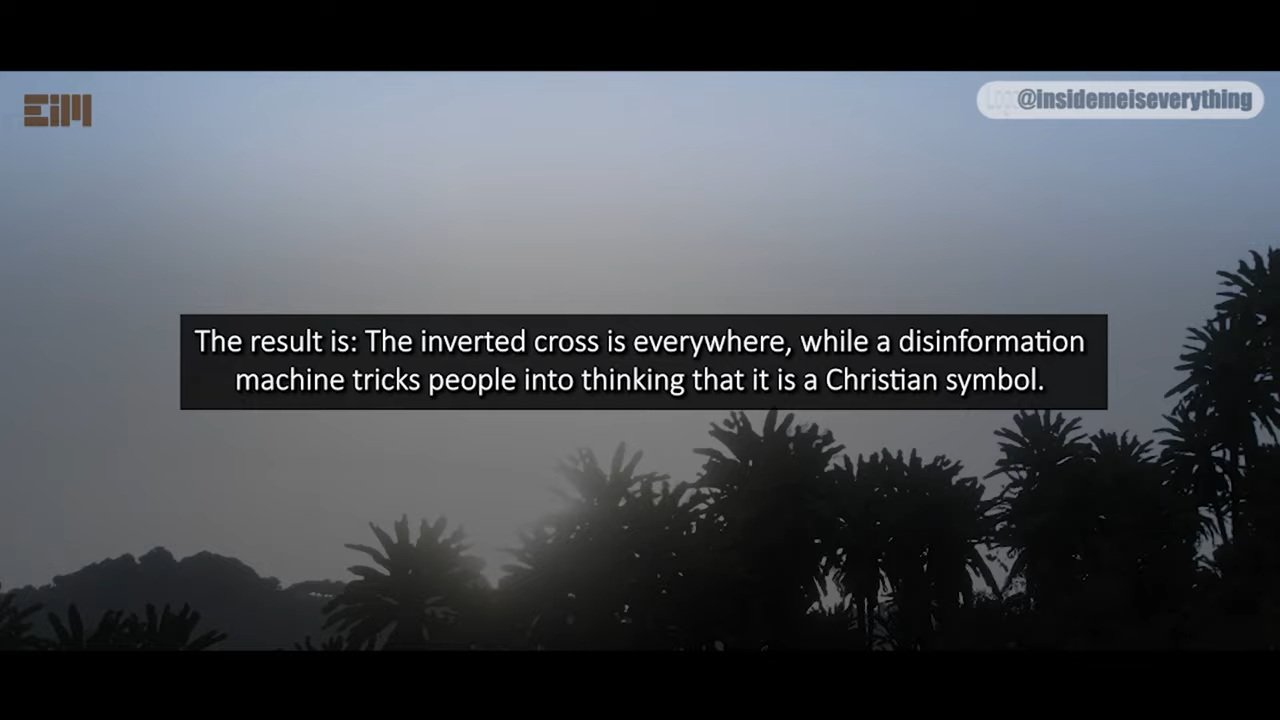 EiM
@insidemeiseverything
The result is: The inverted cross is everywhere, while a disinformation
machine tricks people into thinking that it is a Christian symbol.